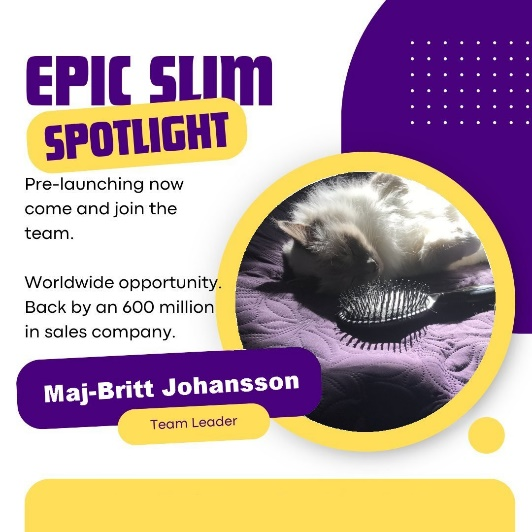 EPIC SLIM
SPOTLIGHT
Pre-launching now
come and join the
team.
Worldwide opportunity.
Back by an 600 million
in sales company.
Maj-Britt Johansson
Team Leader